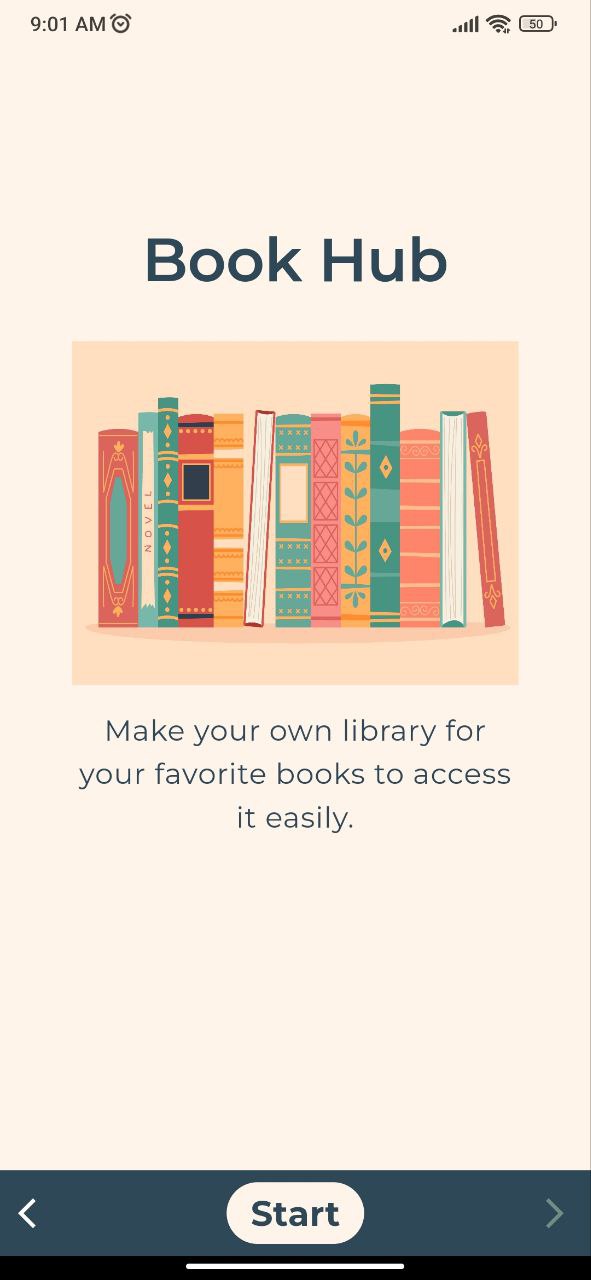 9:01 AM
50
Book Hub
NOVEL
Make your own library for
your favorite books to access
it easily.
Start